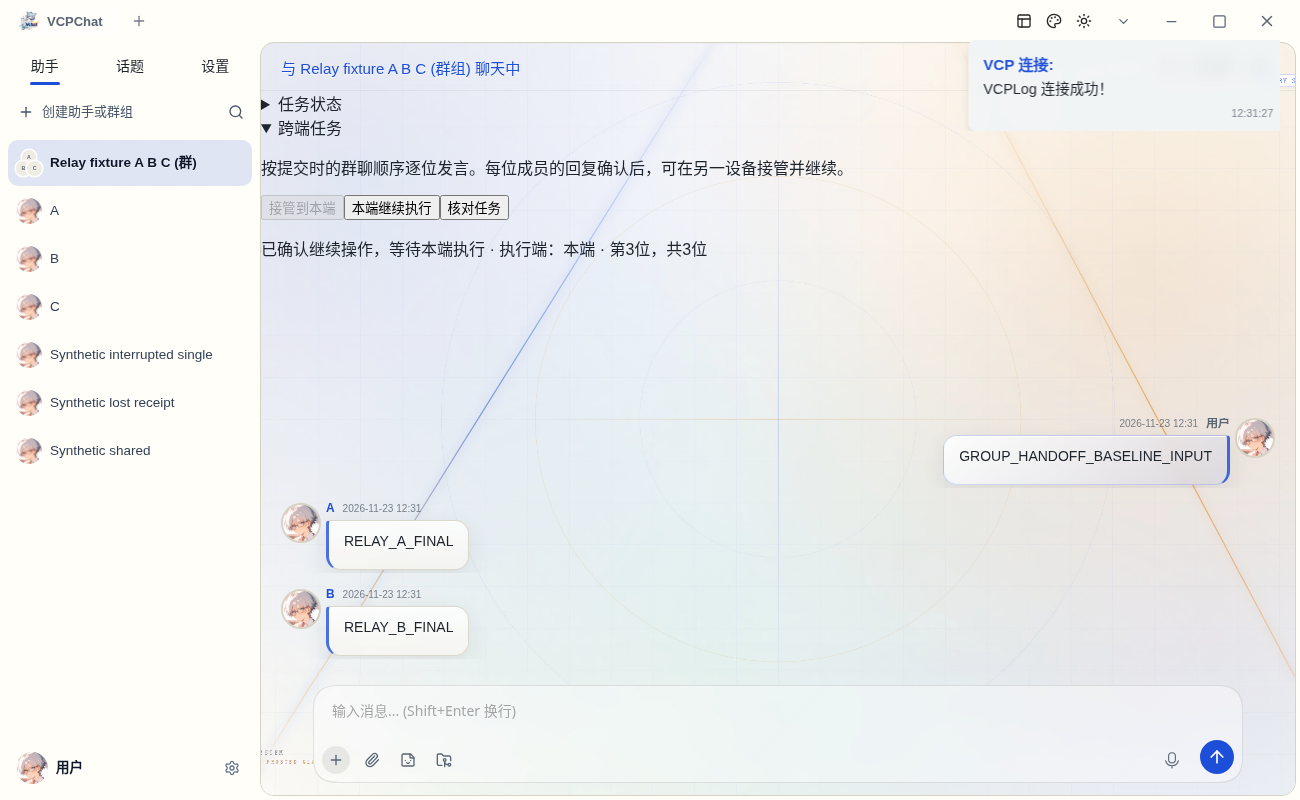 VCPChat
助手
话题
设置
创建助手或群组
Relay fixture A B C (群)
A
B
C
Synthetic interrupted single
Synthetic lost receipt
Synthetic shared
用户
与 Relay fixture A B C (群组) 聊天中
VCP 连接:
VCPLog 连接成功!
12:31:27
▶ 任务状态
▼ 跨端任务
按提交时的群聊顺序逐位发言。每位成员的回复确认后，可在另一设备接管并继续。
接管到本端 本端继续执行 核对任务
已确认继续操作，等待本端执行 · 执行端：本端 · 第3位，共3位
2026-11-23 12:31 用户
GROUP_HANDOFF_BASELINE_INPUT
A 2026-11-23 12:31
RELAY_A_FINAL
B 2026-11-23 12:31
RELAY_B_FINAL
输入消息... (Shift+Enter 换行)